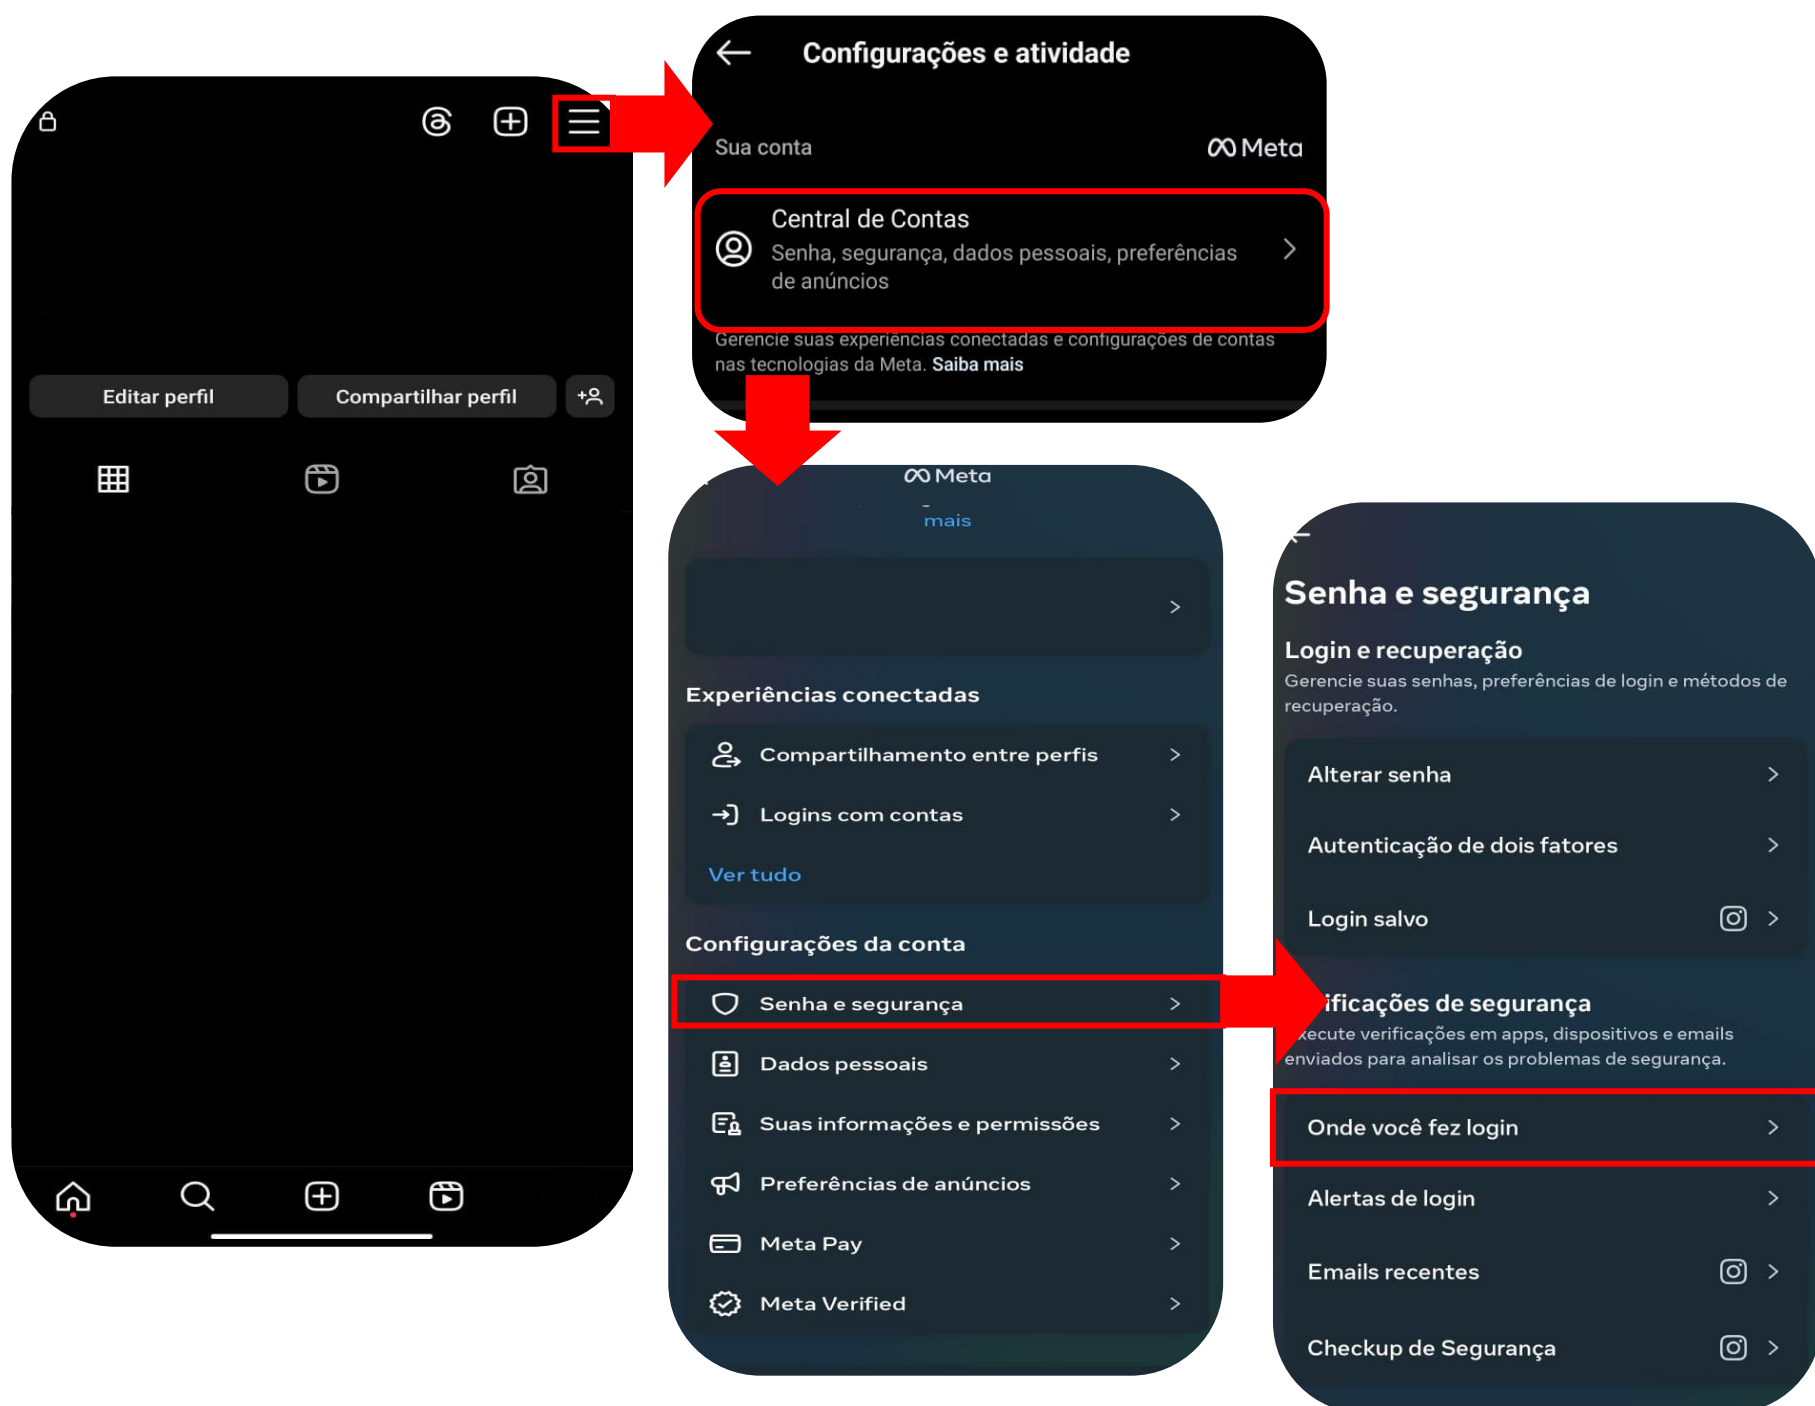 Editar perfil
Compartilhar perfil
Configurações e atividade
Sua conta
Meta
Central de Contas
Senha, segurança, dados pessoais, preferências
de anúncios
Gerencie suas experiências conectadas e configurações de contas
nas tecnologias da Meta. Saiba mais
Meta
mais
Experiências conectadas
Compartilhamento entre perfis
Logins com contas
Ver tudo
Configurações da conta
Senha e segurança
Dados pessoais
Suas informações e permissões
Preferências de anúncios
Meta Pay
Meta Verified
Senha e segurança
Login e recuperação
Gerencie suas senhas, preferências de login e métodos de
recuperação.
Alterar senha
Autenticação de dois fatores
Login salvo
ificações de segurança
xecute verificações em apps, dispositivos e emails
enviados para analisar os problemas de segurança.
Onde você fez login
Alertas de login
Emails recentes
Checkup de Segurança